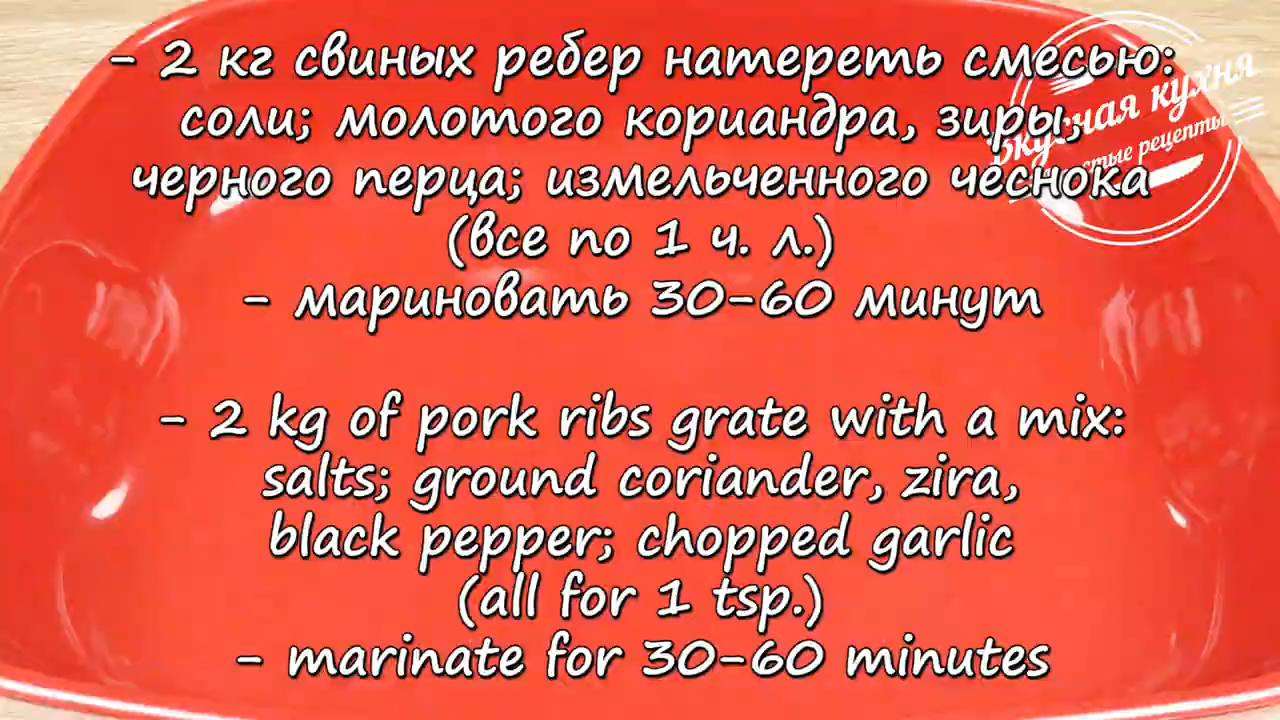 - 2 кг свиных ребер натереть смесью:
соли; молотого кориандра, зиры,
черного перца; измельченного чеснока
(все по 1 ч. л.)
- мариновать 30-60 минут
- 2 kg of pork ribs grate with a mix:
salts; ground coriander, zira,
black pepper; chopped garlic
(all for 1 tsp.)
- marinate for 30-60 minutes
кухня
рецепты